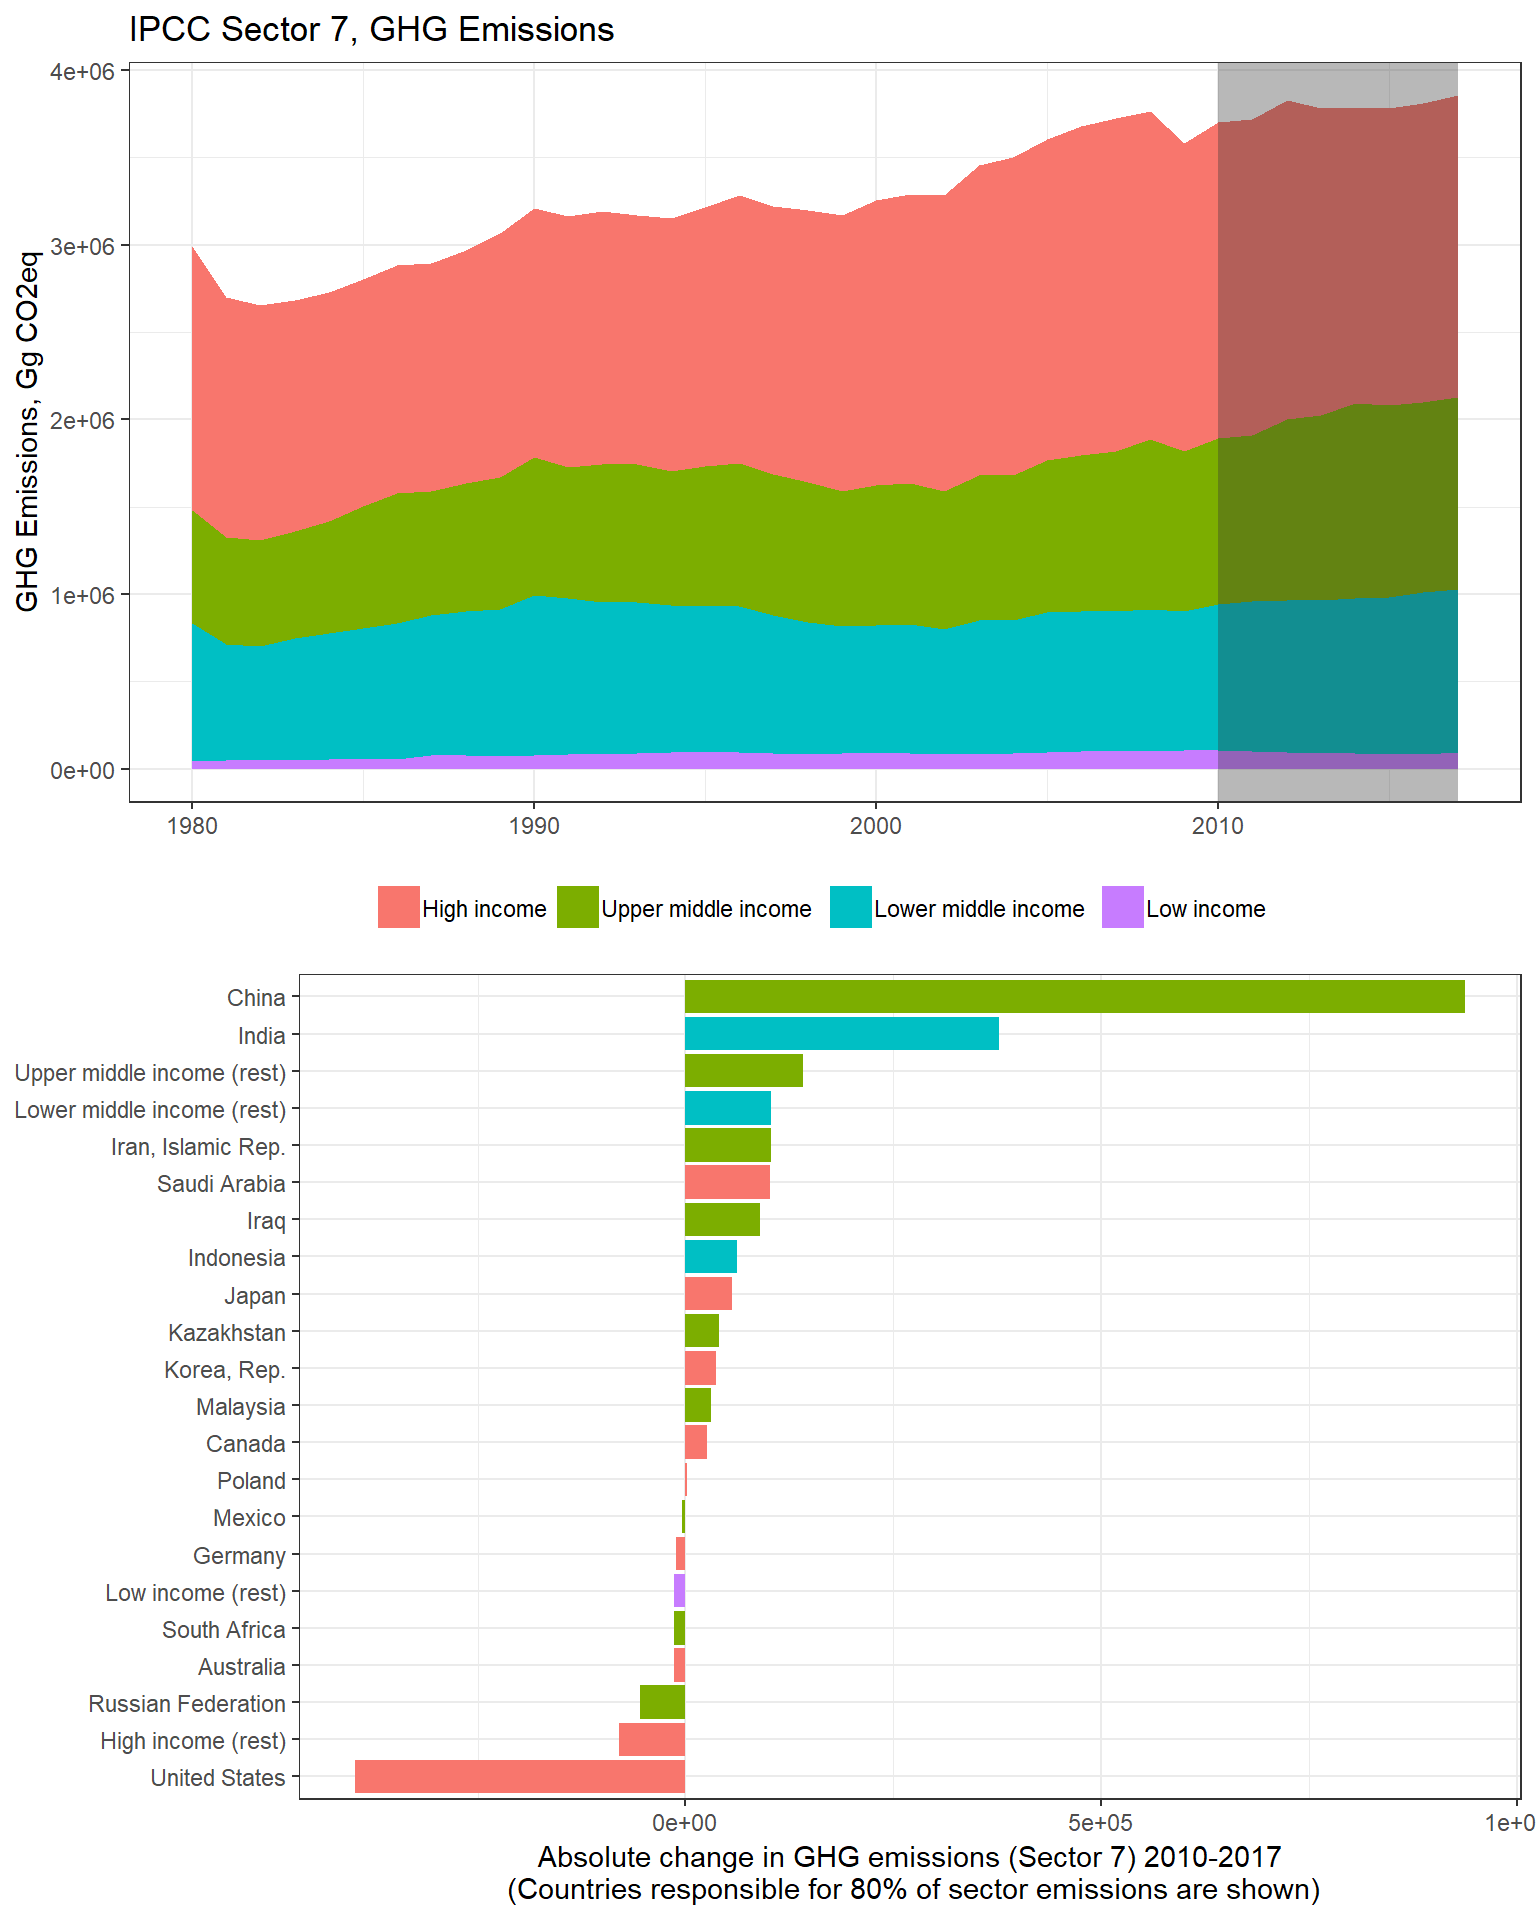 IPCC Sector 7, GHG Emissions
GHG Emissions, Gg CO2eq
4e+06
3e+06
2e+06
1e+06
0e+00
1980 1990 2000 2010
High income Upper middle income Lower middle income Low income
China
India
Upper middle income (rest)
Lower middle income (rest)
Iran, Islamic Rep.
Saudi Arabia
Iraq
Indonesia
Japan
Kazakhstan
Korea, Rep.
Malaysia
Canada
Poland
Mexico
Germany
Low income (rest)
South Africa
Australia
Russian Federation
High income (rest)
United States
0e+00 5e+05 1e+0
Absolute change in GHG emissions (Sector 7) 2010-2017
(Countries responsible for 80% of sector emissions are shown)